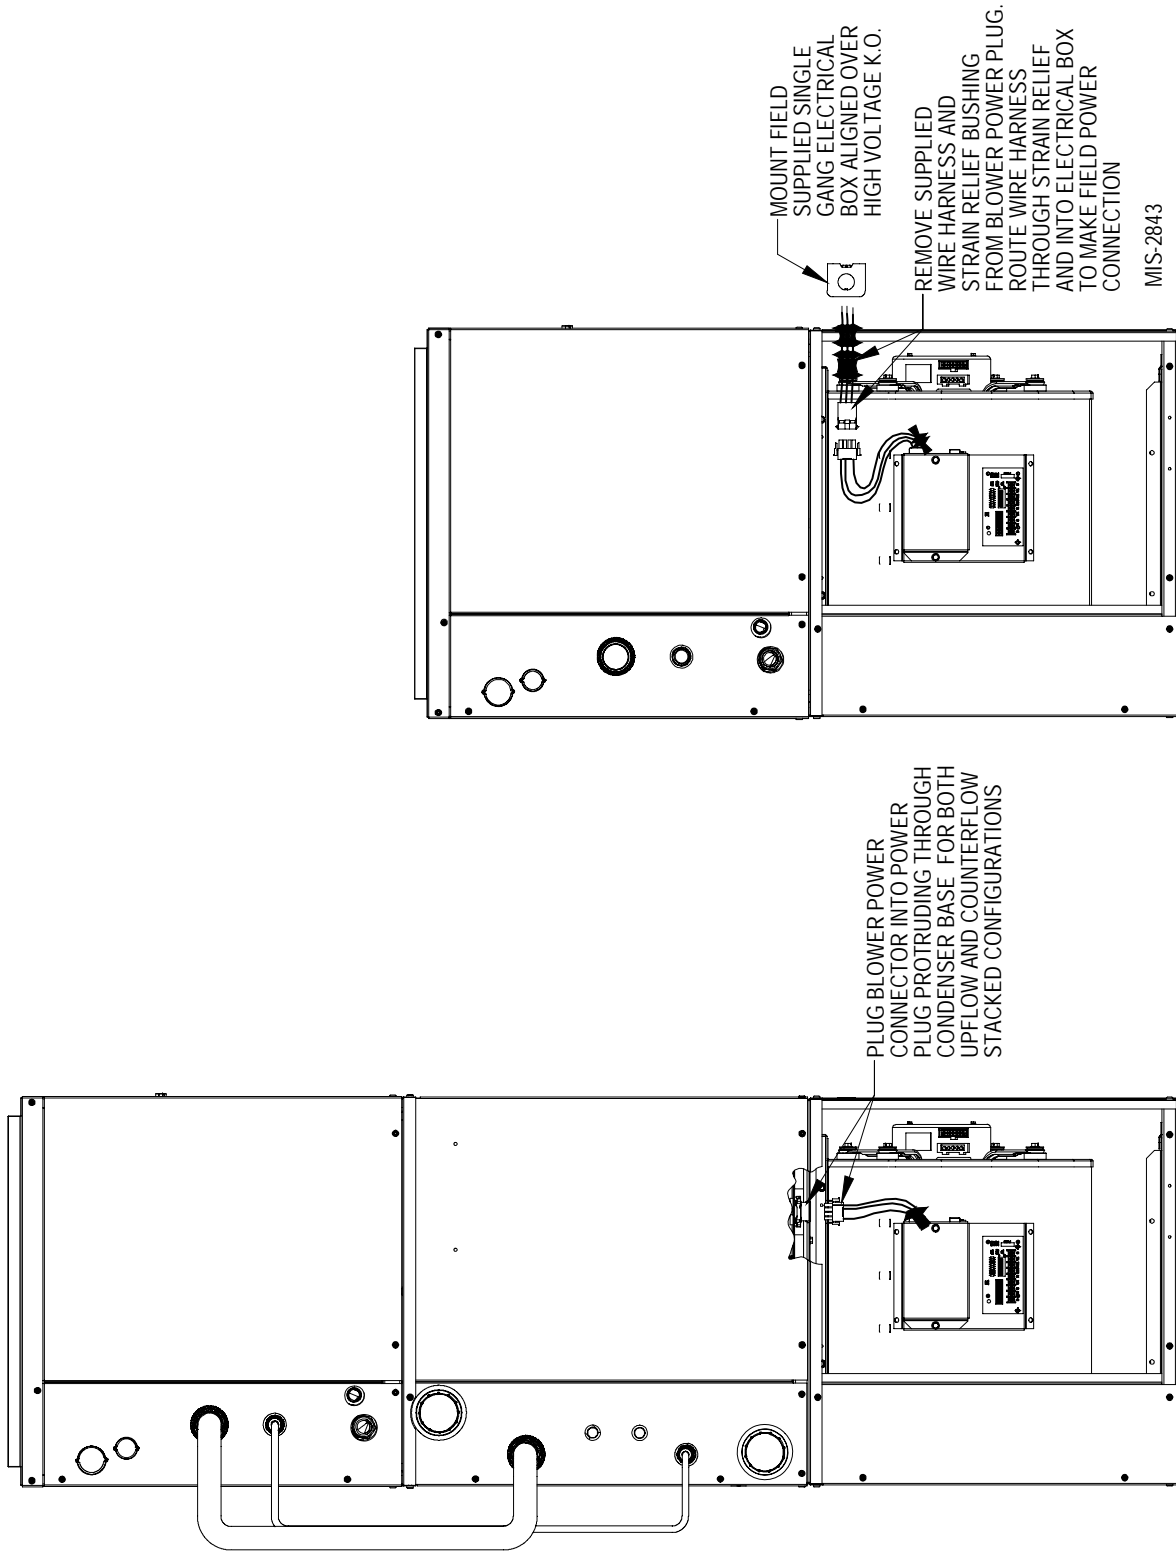 MOUNT FIELD
SUPPLIED SINGLE
GANG ELECTRICAL
BOX ALIGNED OVER
HIGH VOLTAGE K.O.
REMOVE SUPPLIED
WIRE HARNESS AND
STRAIN RELIEF BUSHING
FROM BLOWER POWER PLUG.
ROUTE WIRE HARNESS
THROUGH STRAIN RELIEF
AND INTO ELECTRICAL BOX
TO MAKE FIELD POWER
CONNECTION
MIS-2843
PLUG BLOWER POWER
CONNECTOR INTO POWER
PLUG PROTRUDING THROUGH
CONDENSER BASE FOR BOTH
UPFLOW AND COUNTERFLOW
STACKED CONFIGURATIONS